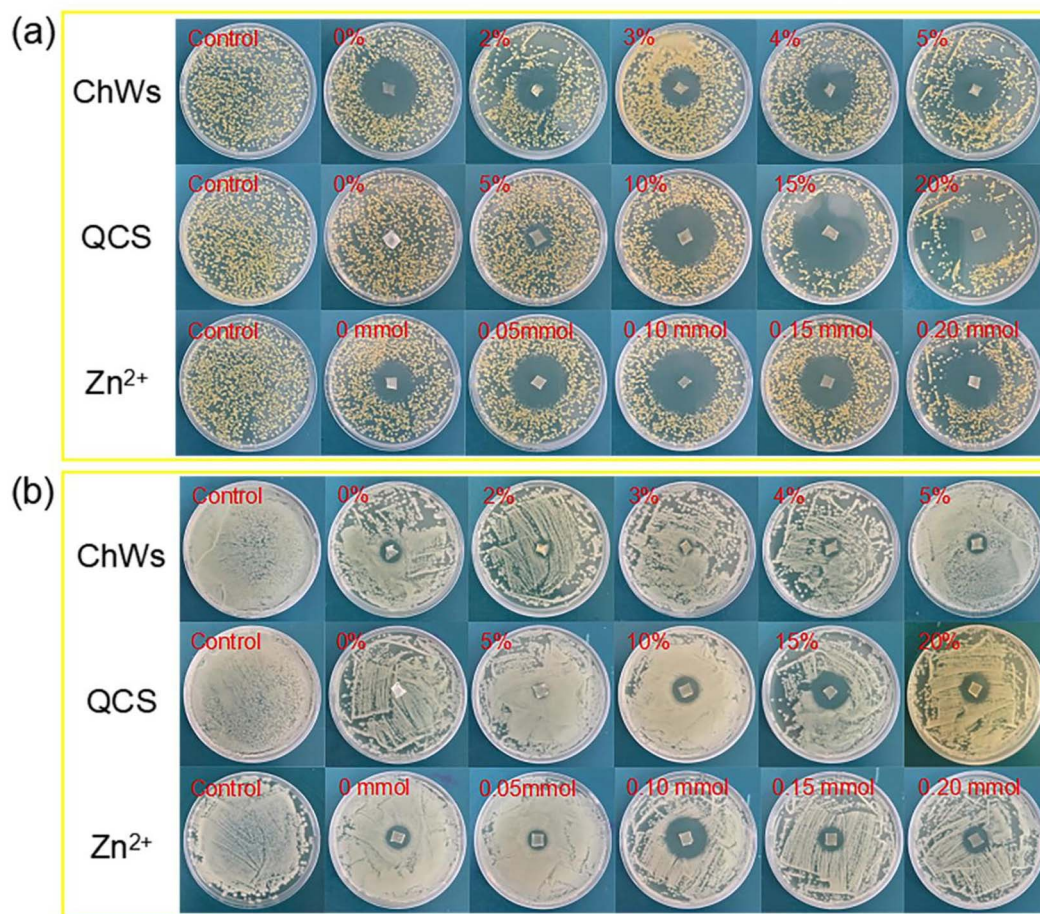 (a)
ChWs
Control 0% 2% 3% 4% 5%
QCS
Control 0% 5% 10% 15% 20%
Zn²⁺
Control 0 mmol 0.05mmol 0.10 mmol 0.15 mmol 0.20 mmol
(b)
ChWs
Control 0% 2% 3% 4% 5%
QCS
Control 0% 5% 10% 15% 20%
Zn²⁺
Control 0 mmol 0.05mmol 0.10 mmol 0.15 mmol 0.20 mmol